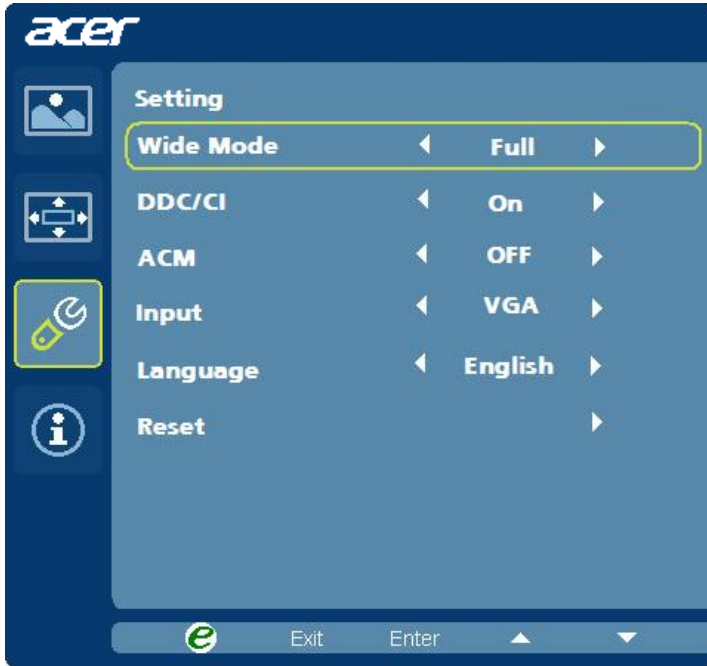 acer
Setting
Wide Mode Full
DDC/CI On
ACM OFF
Input VGA
Language English
Reset
e Exit Enter